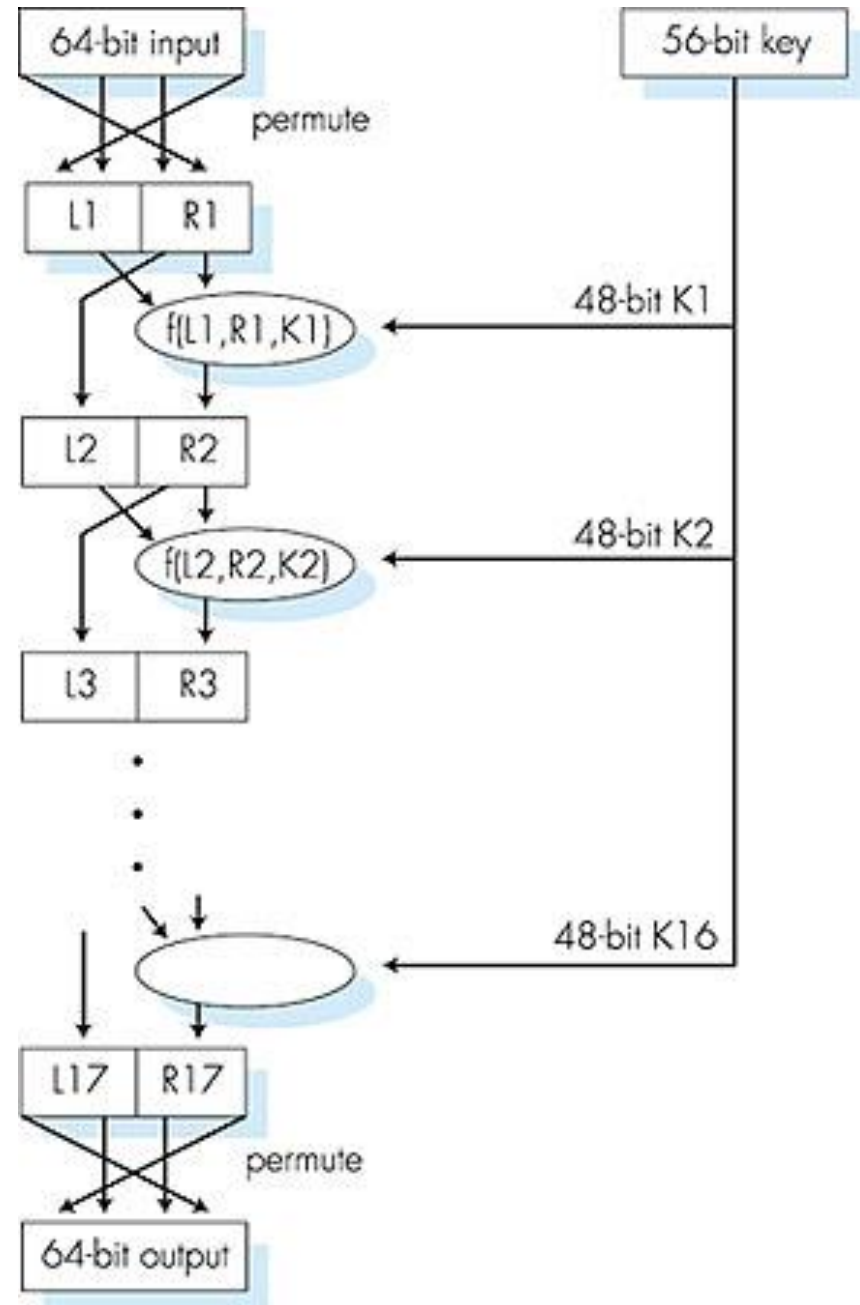 64-bit input
56-bit key
permute
L1 R1
48-bit K1
f(L1,R1,K1)
L2 R2
48-bit K2
f(L2,R2,K2)
L3 R3
48-bit K16
L17 R17
permute
64-bit output